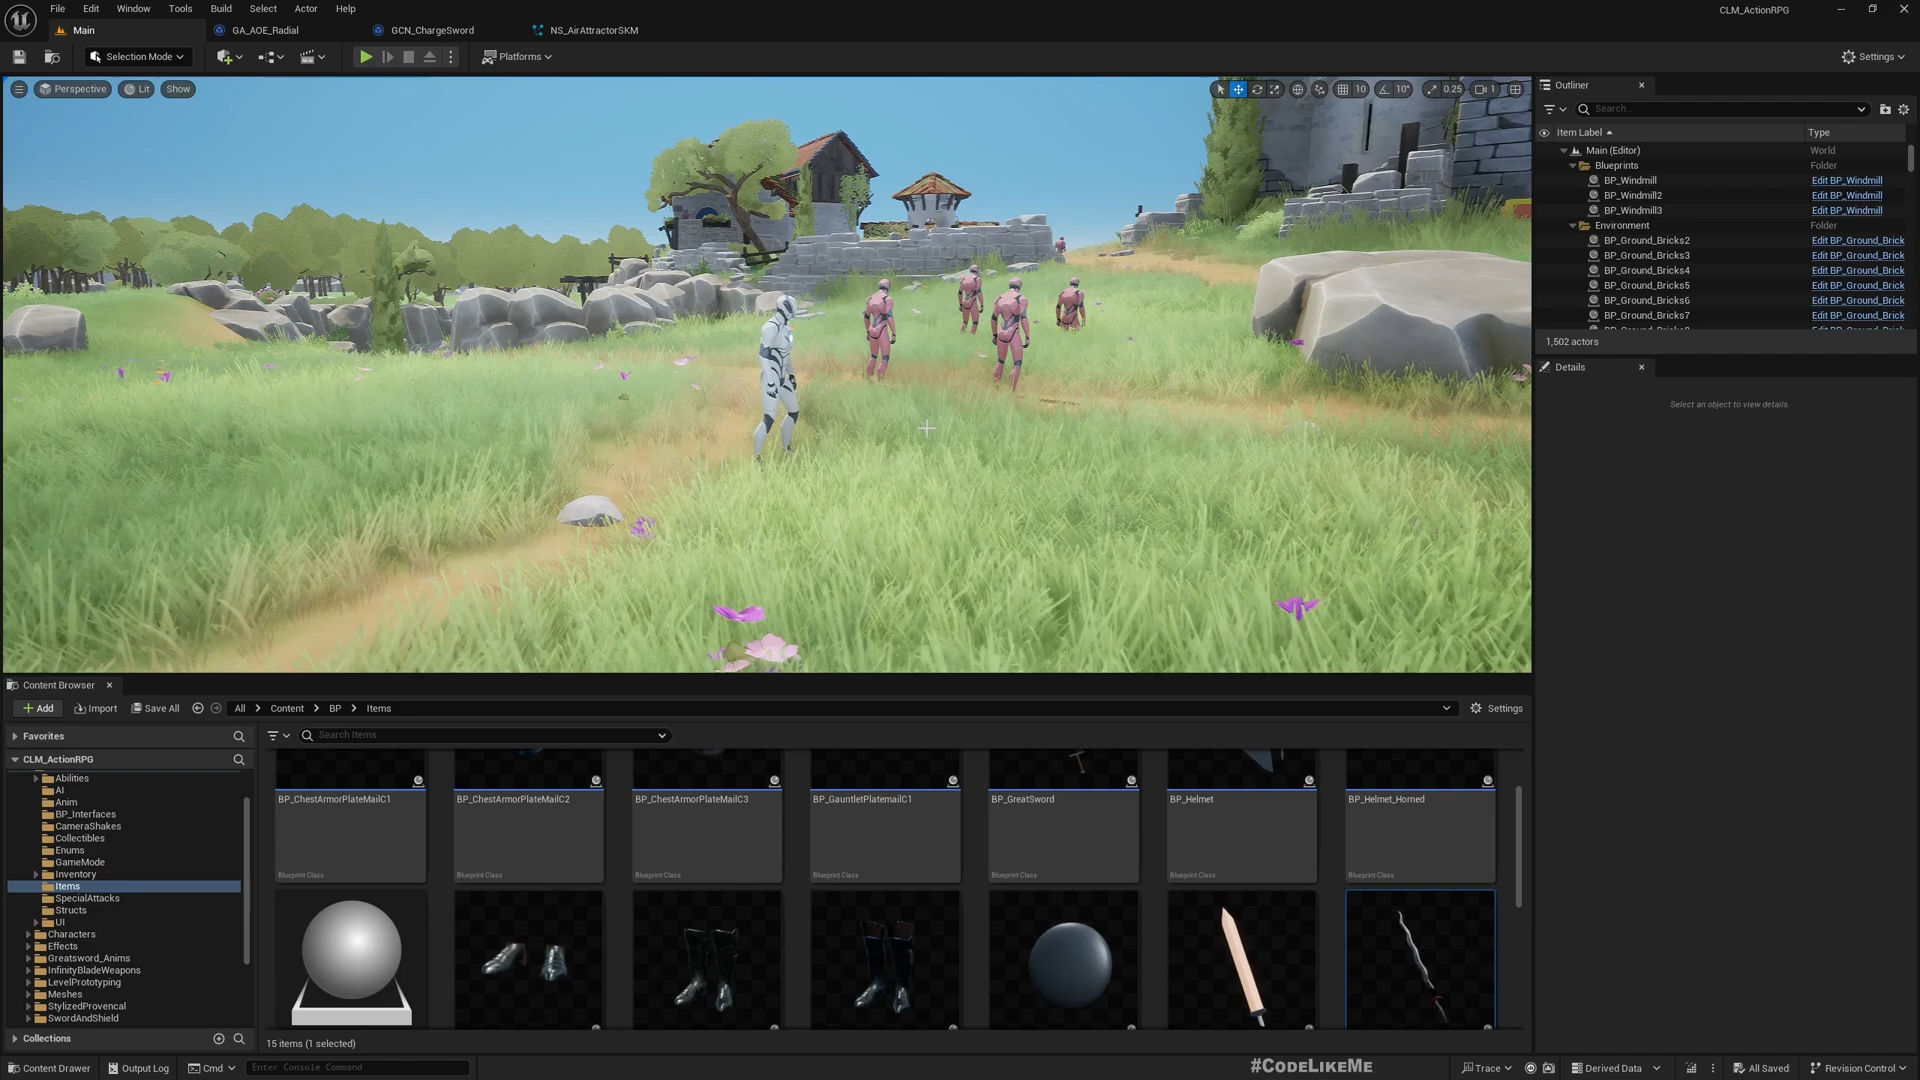 File Edit Window Tools Build Select Actor Help
CLM_ActionRPG
Main
GA_AOE_Radial
GCN_ChargeSword
NS_AirAttractorSKM
Selection Mode
Platforms
Settings
Perspective
Lit
Show
10
10°
0.25
1
Outliner
Search...
Item Label
Type
Main (Editor) World
Blueprints Folder
BP_Windmill Edit BP_Windmill
BP_Windmill2 Edit BP_Windmill
BP_Windmill3 Edit BP_Windmill
Environment Folder
BP_Ground_Bricks2 Edit BP_Ground_Brick
BP_Ground_Bricks3 Edit BP_Ground_Brick
BP_Ground_Bricks4 Edit BP_Ground_Brick
BP_Ground_Bricks5 Edit BP_Ground_Brick
BP_Ground_Bricks6 Edit BP_Ground_Brick
BP_Ground_Bricks7 Edit BP_Ground_Brick
1,502 actors
Details
Select an object to view details.
Content Browser
Add
Import
Save All
All > Content > BP > Items
Settings
Favorites
Search Items
CLM_ActionRPG
Abilities
AI
Anim
BP_Interfaces
CameraShakes
Collectibles
Enums
GameMode
Inventory
Items
SpecialAttacks
Structs
UI
Characters
Effects
Greatsword_Anims
InfinityBladeWeapons
LevelPrototyping
Meshes
StylizedProvencal
SwordAndShield
Collections
BP_ChestArmorPlateMailC1
BP_ChestArmorPlateMailC2
BP_ChestArmorPlateMailC3
BP_GauntletPlatemailC1
BP_GreatSword
BP_Helmet
BP_Helmet_Horned
Blueprint Class
Blueprint Class
Blueprint Class
Blueprint Class
Blueprint Class
Blueprint Class
Blueprint Class
15 items (1 selected)
Content Drawer
Output Log
Cmd
Enter Console Command
#CODELIKEME
Trace
Derived Data
All Saved
Revision Control